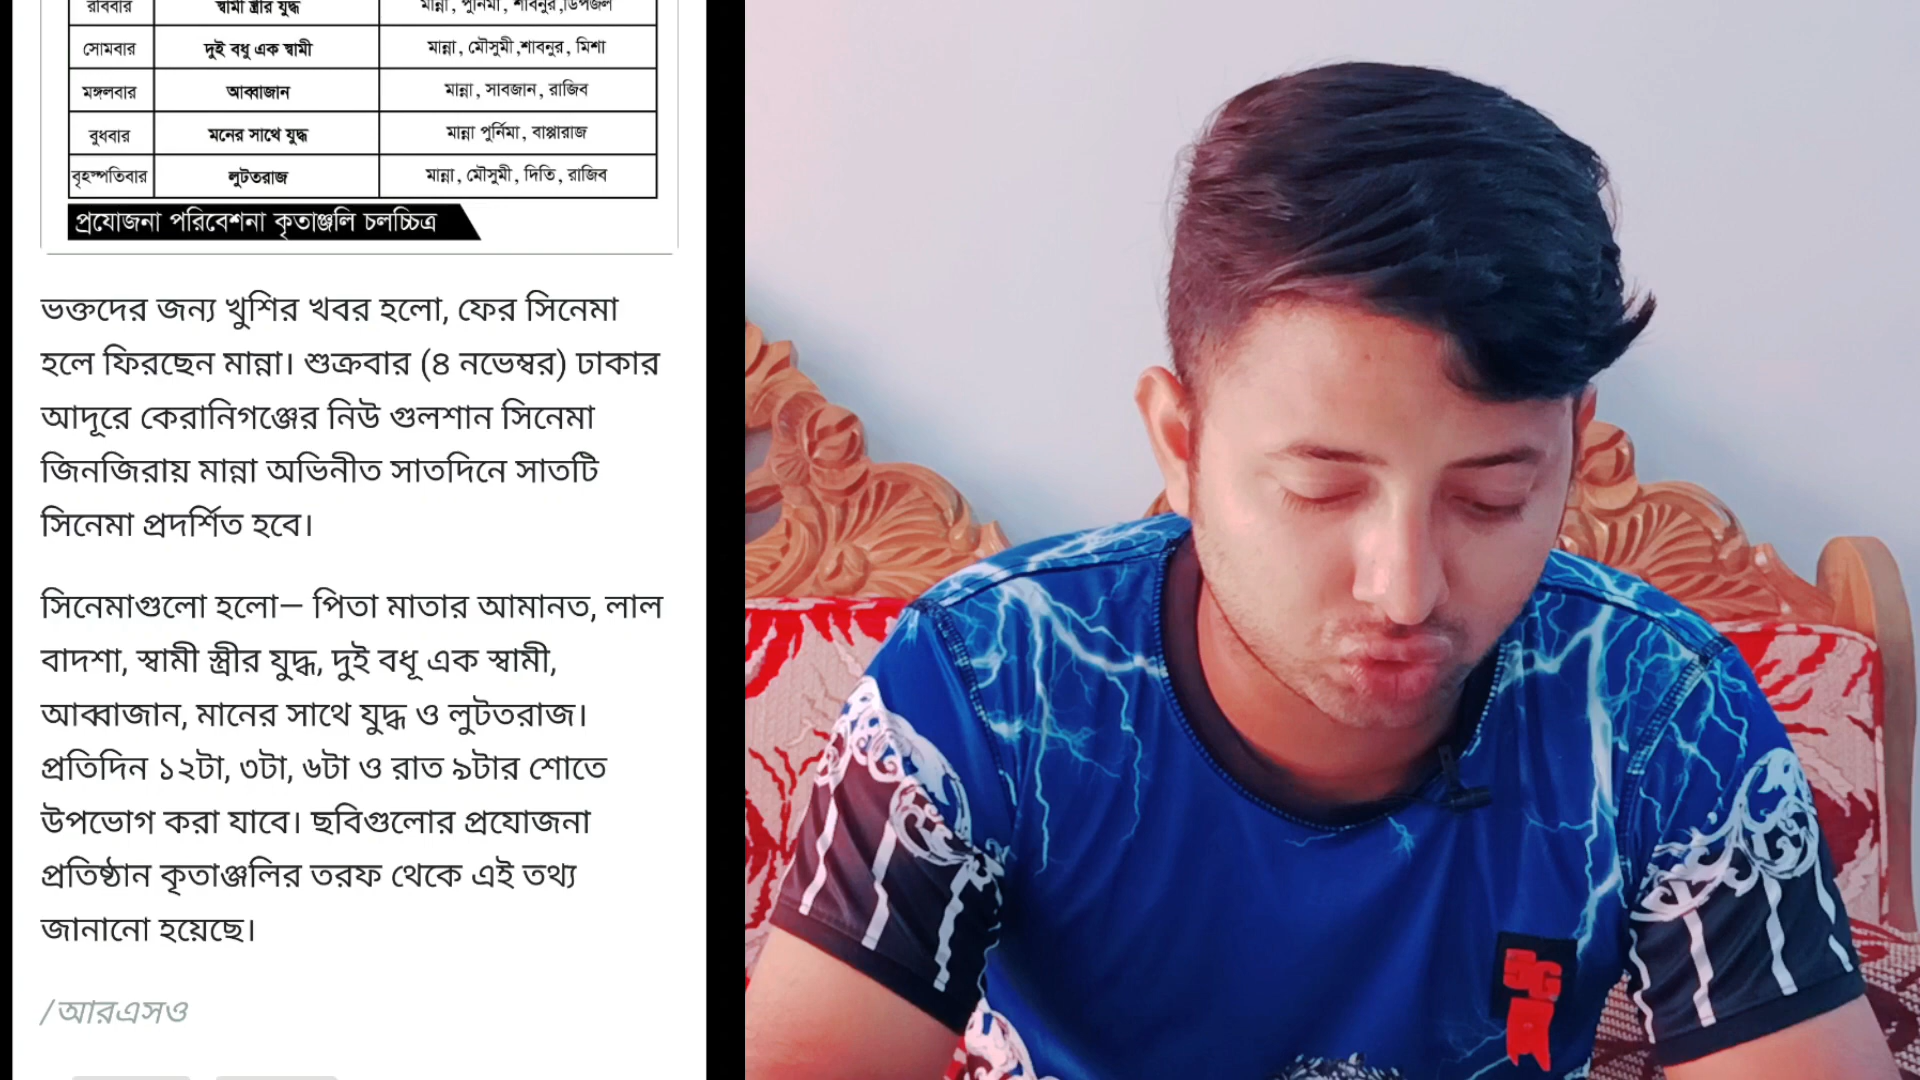 রবিবার স্বামী স্ত্রীর যুদ্ধ মান্না, পুর্নিমা, শাবনুর,ডিপজল
সোমবার দুই বধু এক স্বামী মান্না, মৌসুমী,শাবনুর, মিশা
মঙ্গলবার আব্বাজান মান্না, সাবজান, রাজিব
বুধবার মনের সাথে যুদ্ধ মান্না পুর্নিমা, বাপ্পারাজ
বৃহস্পতিবার লুটতরাজ মান্না, মৌসুমী, দিতি, রাজিব
প্রযোজনা পরিবেশনা কৃতাঞ্জলি চলচ্চিত্র
ভক্তদের জন্য খুশির খবর হলো, ফের সিনেমা
হলে ফিরছেন মান্না। শুক্রবার (৪ নভেম্বর) ঢাকার
আদূরে কেরানিগঞ্জের নিউ গুলশান সিনেমা
জিনজিরায় মান্না অভিনীত সাতদিনে সাতটি
সিনেমা প্রদর্শিত হবে।
সিনেমাগুলো হলো— পিতা মাতার আমানত, লাল
বাদশা, স্বামী স্ত্রীর যুদ্ধ, দুই বধূ এক স্বামী,
আব্বাজান, মানের সাথে যুদ্ধ ও লুটতরাজ।
প্রতিদিন ১২টা, ৩টা, ৬টা ও রাত ৯টার শোতে
উপভোগ করা যাবে। ছবিগুলোর প্রযোজনা
প্রতিষ্ঠান কৃতাঞ্জলির তরফ থেকে এই তথ্য
জানানো হয়েছে।
/আরএসও